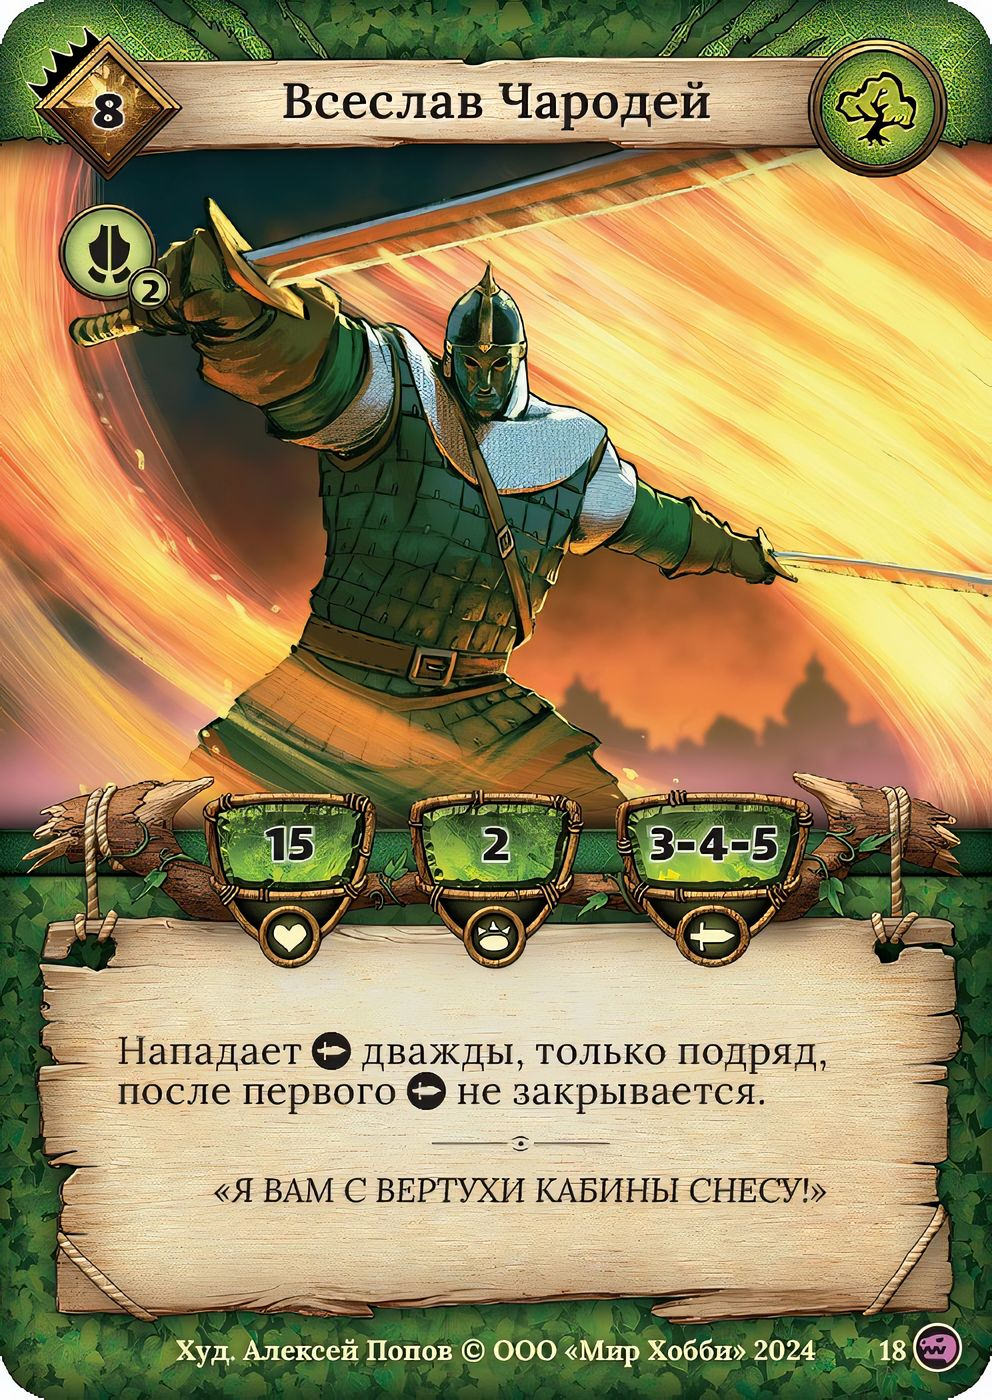 8
Всеслав Чародей
2
15
2
3-4-5
Нападает дважды, только подряд,
после первого не закрывается.
«Я ВАМ С ВЕРТУХИ КАБИНЫ СНЕСУ!»
Худ. Алексей Попов © ООО «Мир Хобби» 2024
18